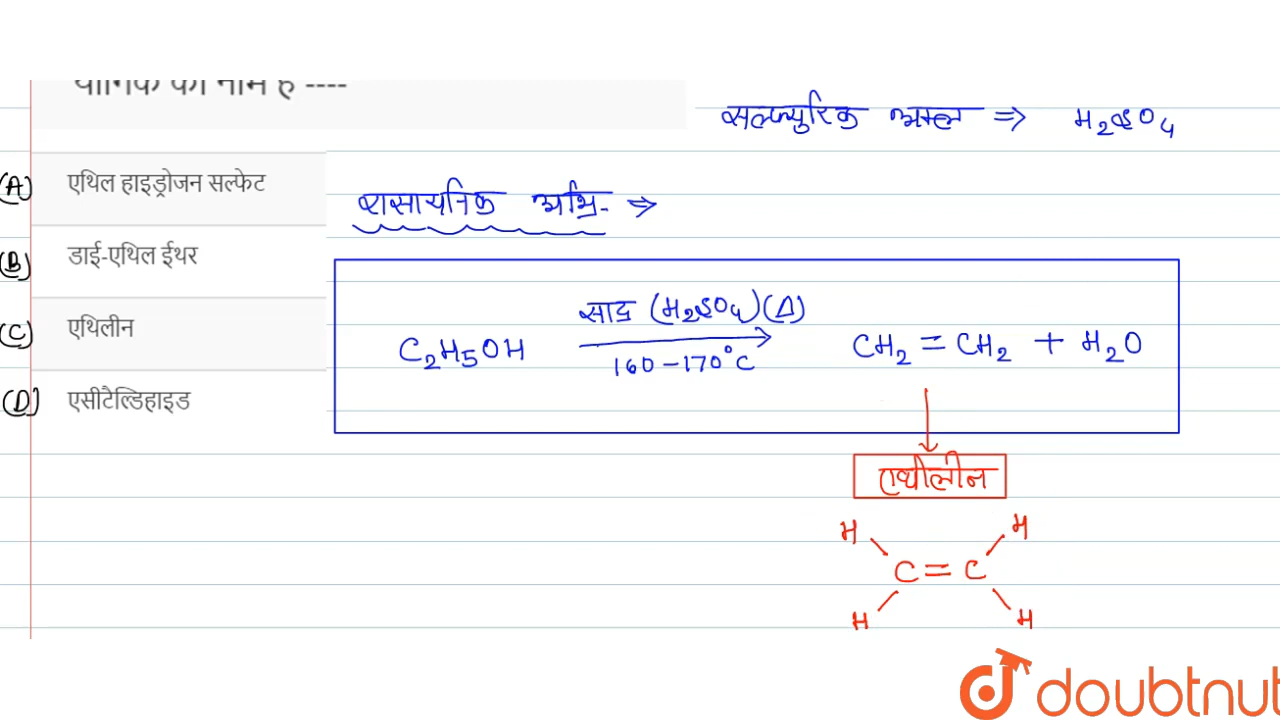 यौगिक का नाम है ----
सल्फ्युरिक अम्ल ⇒ H₂SO₄
(A) एथिल हाइड्रोजन सल्फेट
रासायनिक अभि- ⇒
(B) डाई-एथिल ईथर
सान्द्र (H₂SO₄)(Δ)
(C) एथिलीन
C₂H₅OH → CH₂ = CH₂ + H₂O
160-170°C
(D) एसीटैल्डिहाइड
एथीलीन
H H
C = C
H H
doubtnut